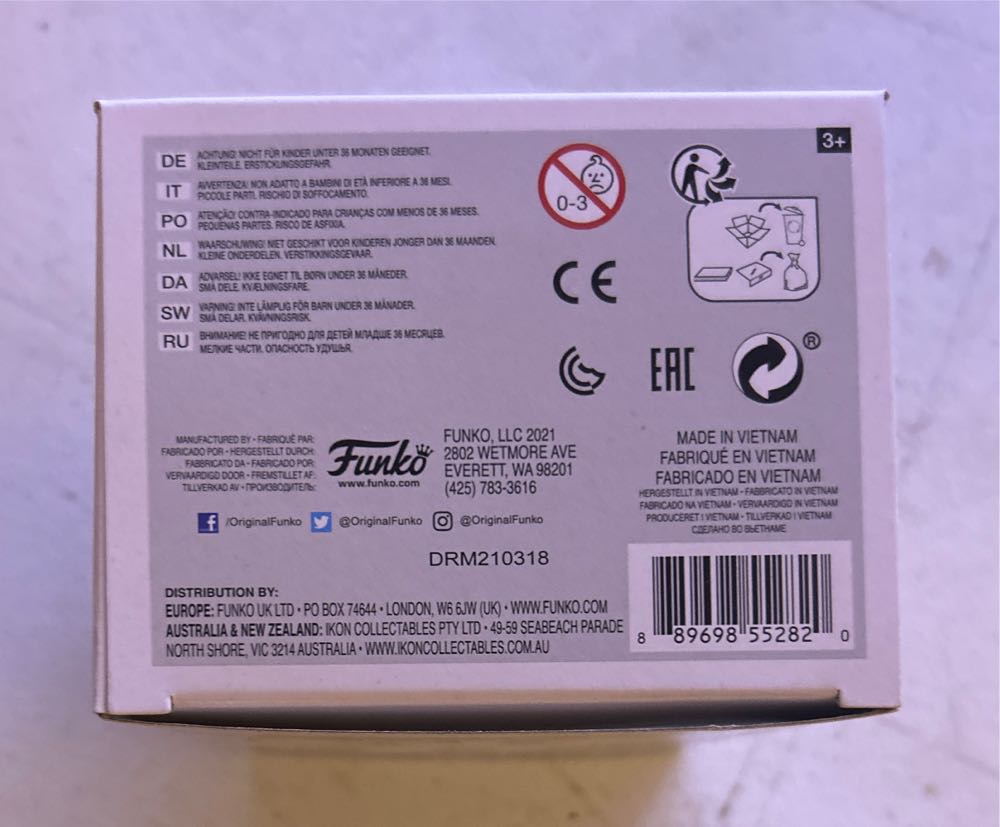 3+
DE ACHTUNG! NICHT FÜR KINDER UNTER 36 MONATEN GEEIGNET.
KLEINTEILE. ERSTICKUNGSGEFAHR.
IT AVVERTENZA: NON ADATTO A BAMBINI DI ETÀ INFERIORE A 36 MESI.
PICCOLE PARTI. RISCHIO DI SOFFOCAMENTO.
PO ATENÇÃO! CONTRA-INDICADO PARA CRIANÇAS COM MENOS DE 36 MESES.
PEQUENAS PARTES. RISCO DE ASFIXIA.
NL WAARSCHUWING! NIET GESCHIKT VOOR KINDEREN JONGER DAN 36 MAANDEN.
KLEINE ONDERDELEN. VERSTIKKINGSGEVAAR.
DA ADVARSEL! IKKE EGNET TIL BØRN UNDER 36 MÅNEDER.
SMÅ DELE. KVÆLNINGSFARE.
SW VARNING! INTE LÄMPLIG FÖR BARN UNDER 36 MÅNADER.
SMÅ DELAR. KVÄVNINGSRISK.
RU ВНИМАНИЕ! НЕ ПРИГОДНО ДЛЯ ДЕТЕЙ МЛАДШЕ 36 МЕСЯЦЕВ.
МЕЛКИЕ ЧАСТИ. ОПАСНОСТЬ УДУШЬЯ.
0-3
CE
EAC
®
MANUFACTURED BY • FABRIQUÉ PAR:
FABRICADO POR • HERGESTELLT DURCH:
FABBRICATO DA • FABRICADO POR:
VERVAARDIGD DOOR • FREMSTILLET AF:
TILLVERKAD AV • ПРОИЗВОДИТЕЛЬ:
Funko
www.funko.com
FUNKO, LLC 2021
2802 WETMORE AVE
EVERETT, WA 98201
(425) 783-3616
MADE IN VIETNAM
FABRIQUÉ EN VIETNAM
FABRICADO EN VIETNAM
HERGESTELLT IN VIETNAM • FABBRICATO IN VIETNAM
FABRICADO NA VIETNAM • VERVAARDIGD IN VIETNAM
PRODUCERET I VIETNAM • TILLVERKAD I VIETNAM
СДЕЛАНО ВО ВЬЕТНАМЕ
/OriginalFunko @OriginalFunko @OriginalFunko
DRM210318
DISTRIBUTION BY:
EUROPE: FUNKO UK LTD • PO BOX 74644 • LONDON, W6 6JW (UK) • WWW.FUNKO.COM
AUSTRALIA & NEW ZEALAND: IKON COLLECTABLES PTY LTD • 49-59 SEABEACH PARADE
NORTH SHORE, VIC 3214 AUSTRALIA • WWW.IKONCOLLECTABLES.COM.AU
8 89698 55282 0